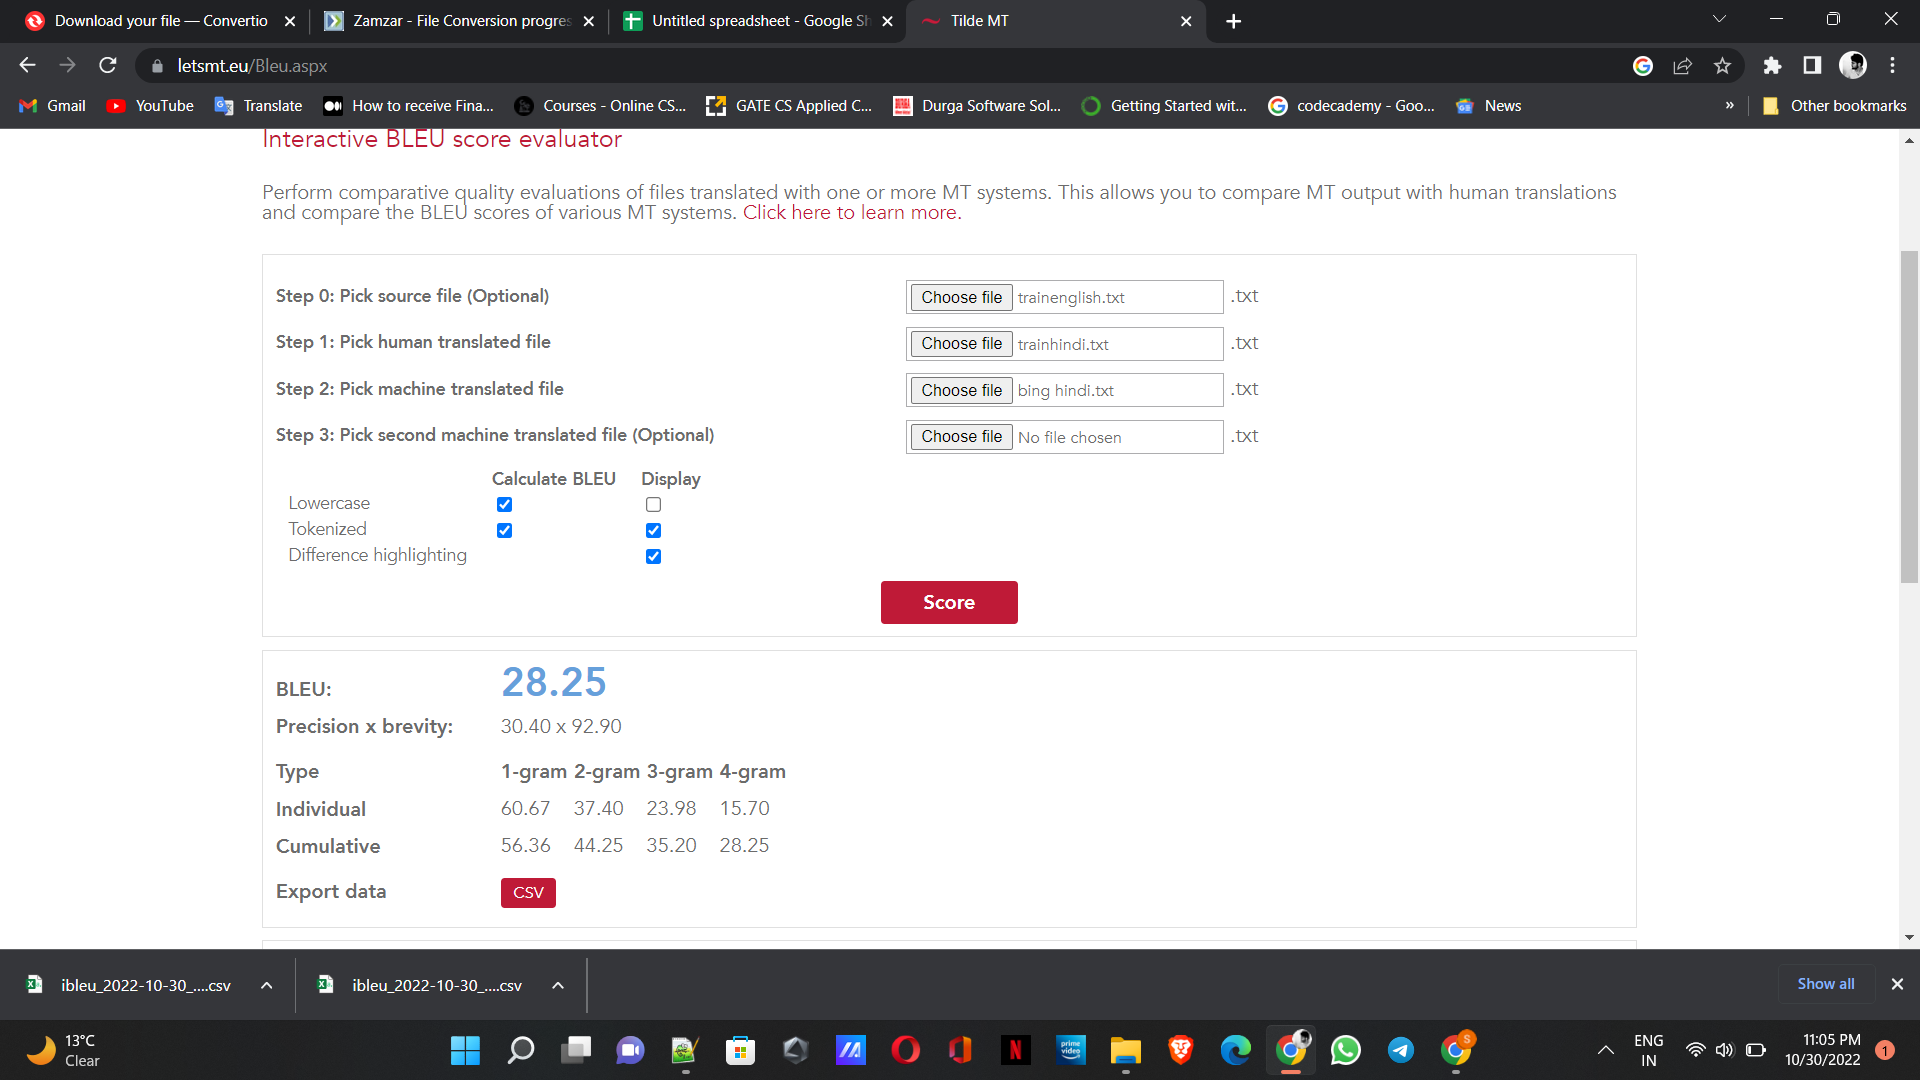 Download your file — Convertio
Zamzar - File Conversion progres
Untitled spreadsheet - Google Sh
Tilde MT
letsmt.eu/Bleu.aspx
Gmail
YouTube
Translate
How to receive Fina...
Courses - Online CS...
GATE CS Applied C...
Durga Software Sol...
Getting Started wit...
codecademy - Goo...
News
»
Other bookmarks
Interactive BLEU score evaluator
Perform comparative quality evaluations of files translated with one or more MT systems. This allows you to compare MT output with human translations
and compare the BLEU scores of various MT systems. Click here to learn more.
Step 0: Pick source file (Optional) Choose file trainenglish.txt .txt
Step 1: Pick human translated file Choose file trainhindi.txt .txt
Step 2: Pick machine translated file Choose file bing hindi.txt .txt
Step 3: Pick second machine translated file (Optional) Choose file No file chosen .txt
Calculate BLEU Display
Lowercase
Tokenized
Difference highlighting
Score
BLEU: 28.25
Precision x brevity: 30.40 x 92.90
Type 1-gram 2-gram 3-gram 4-gram
Individual 60.67 37.40 23.98 15.70
Cumulative 56.36 44.25 35.20 28.25
Export data CSV
ibleu_2022-10-30_....csv
ibleu_2022-10-30_....csv
Show all
13°C
Clear
prime video
ENG
IN
11:05 PM
10/30/2022
1